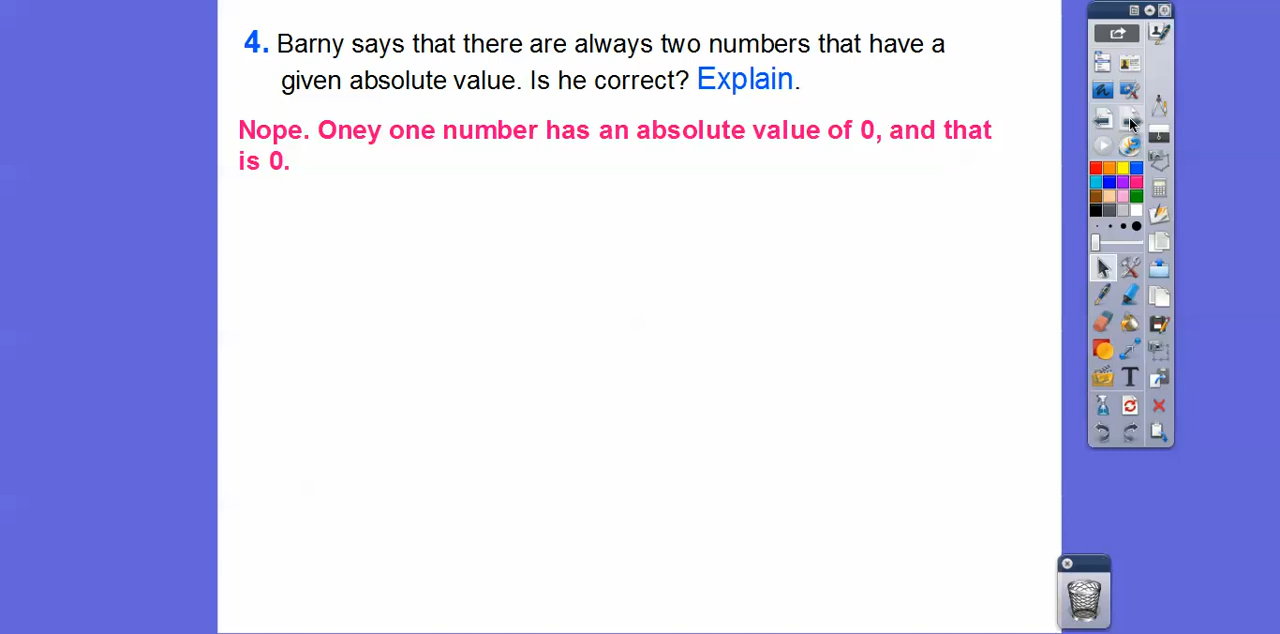 4. Barny says that there are always two numbers that have a
given absolute value. Is he correct? Explain.
Nope. Oney one number has an absolute value of 0, and that
is 0.